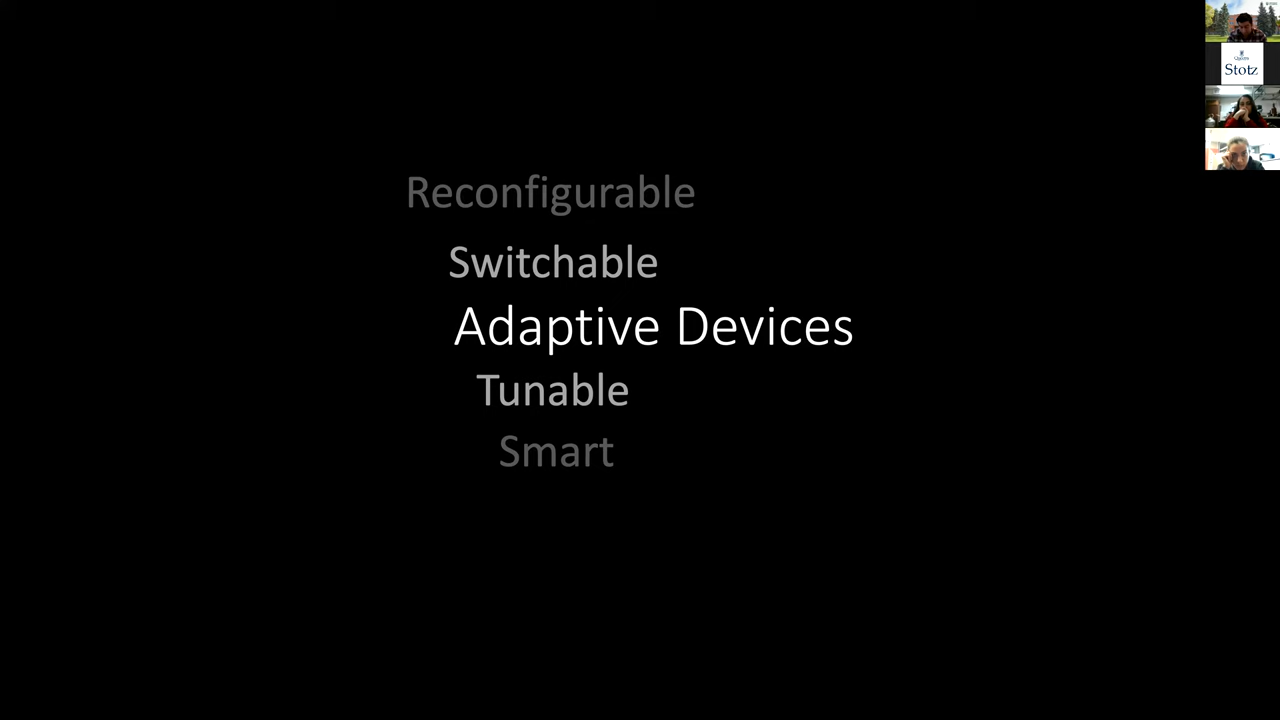 Reconfigurable
Switchable
Adaptive Devices
Tunable
Smart
Stotz